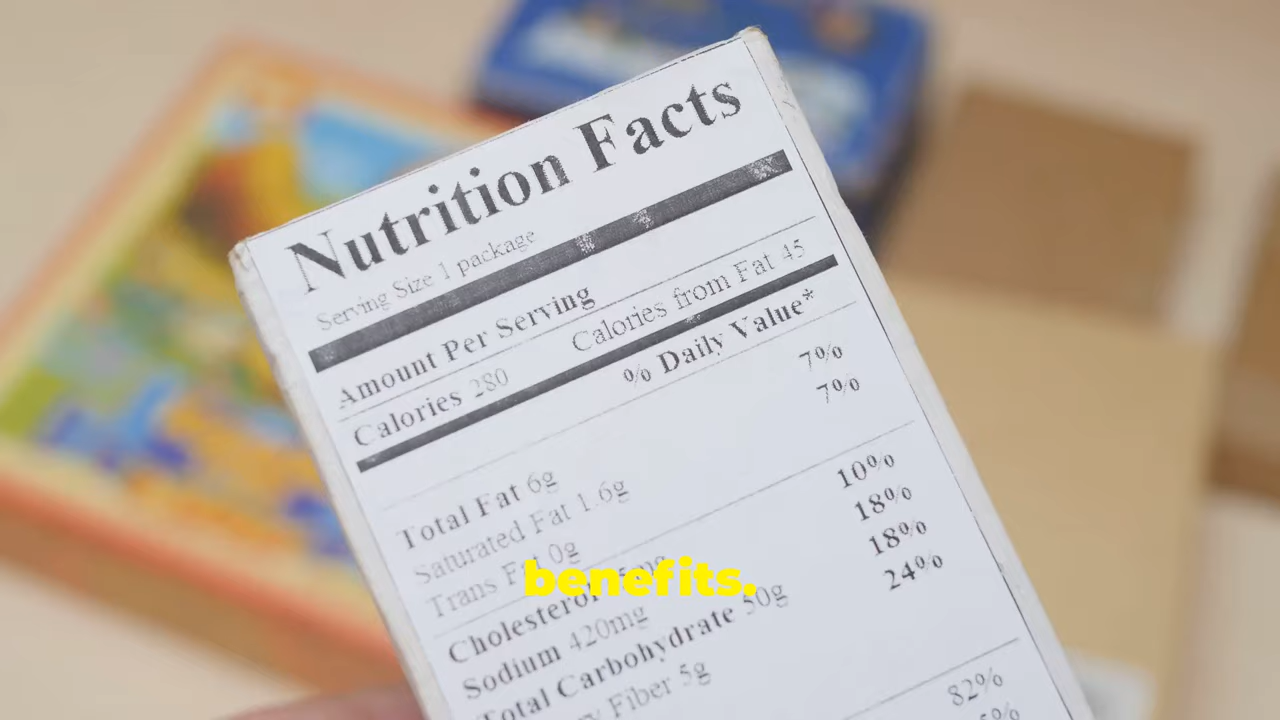 Nutrition Facts
Serving Size 1 package
Amount Per Serving
Calories 280 Calories from Fat 45
% Daily Value*
Total Fat 6g 7%
Saturated Fat 1.6g 7%
Trans Fat 0g
Cholesterol 10%
Sodium 420mg 18%
Total Carbohydrate 50g 18%
Fiber 5g 24%
82%
benefits.